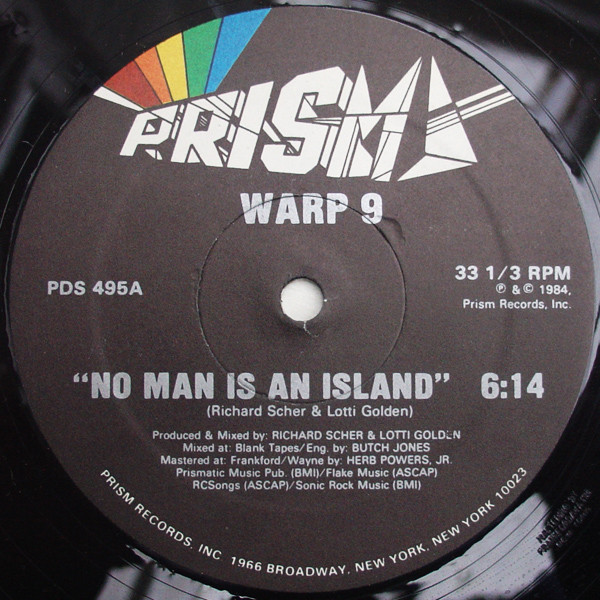 PRISM
WARP 9
PDS 495A
33 1/3 RPM
℗ & © 1984,
Prism Records, Inc.
"NO MAN IS AN ISLAND" 6:14
(Richard Scher & Lotti Golden)
Produced & Mixed by: RICHARD SCHER & LOTTI GOLDEN
Mixed at: Blank Tapes/Eng. by: BUTCH JONES
Mastered at: Frankford/Wayne by: HERB POWERS, JR.
Prismatic Music Pub. (BMI)/Flake Music (ASCAP)
RCSongs (ASCAP)/Sonic Rock Music (BMI)
PRISM RECORDS, INC. 1966 BROADWAY, NEW YORK, NEW YORK 10023